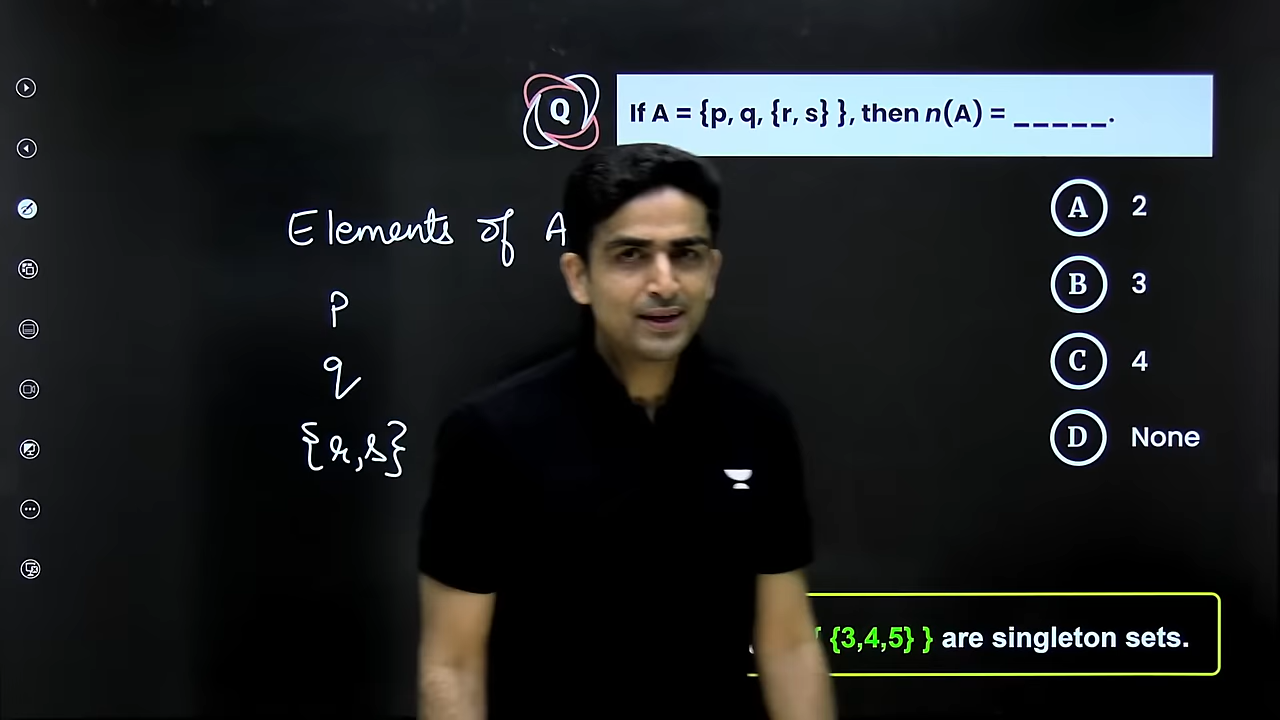 Q
If A = {p, q, {r, s} }, then n(A) = _____.
A 2
B 3
C 4
D None
Elements of A
p
q
{r,s}
{ {3,4,5} } are singleton sets.